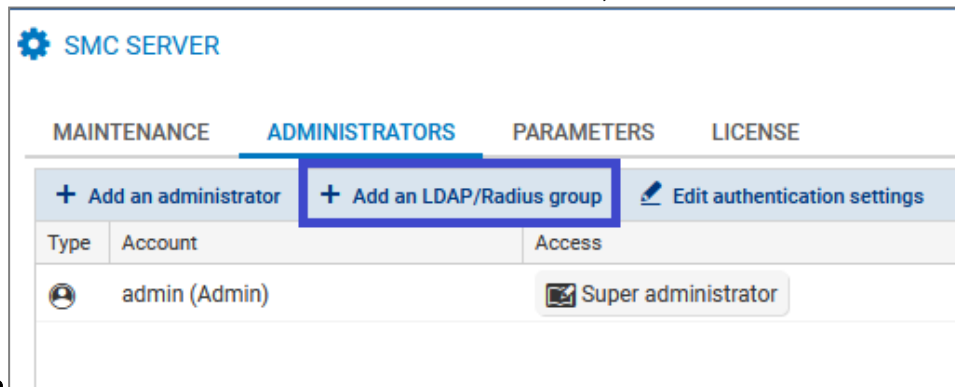 SMC SERVER
MAINTENANCE ADMINISTRATORS PARAMETERS LICENSE
+ Add an administrator + Add an LDAP/Radius group Edit authentication settings
Type Account Access
admin (Admin) Super administrator